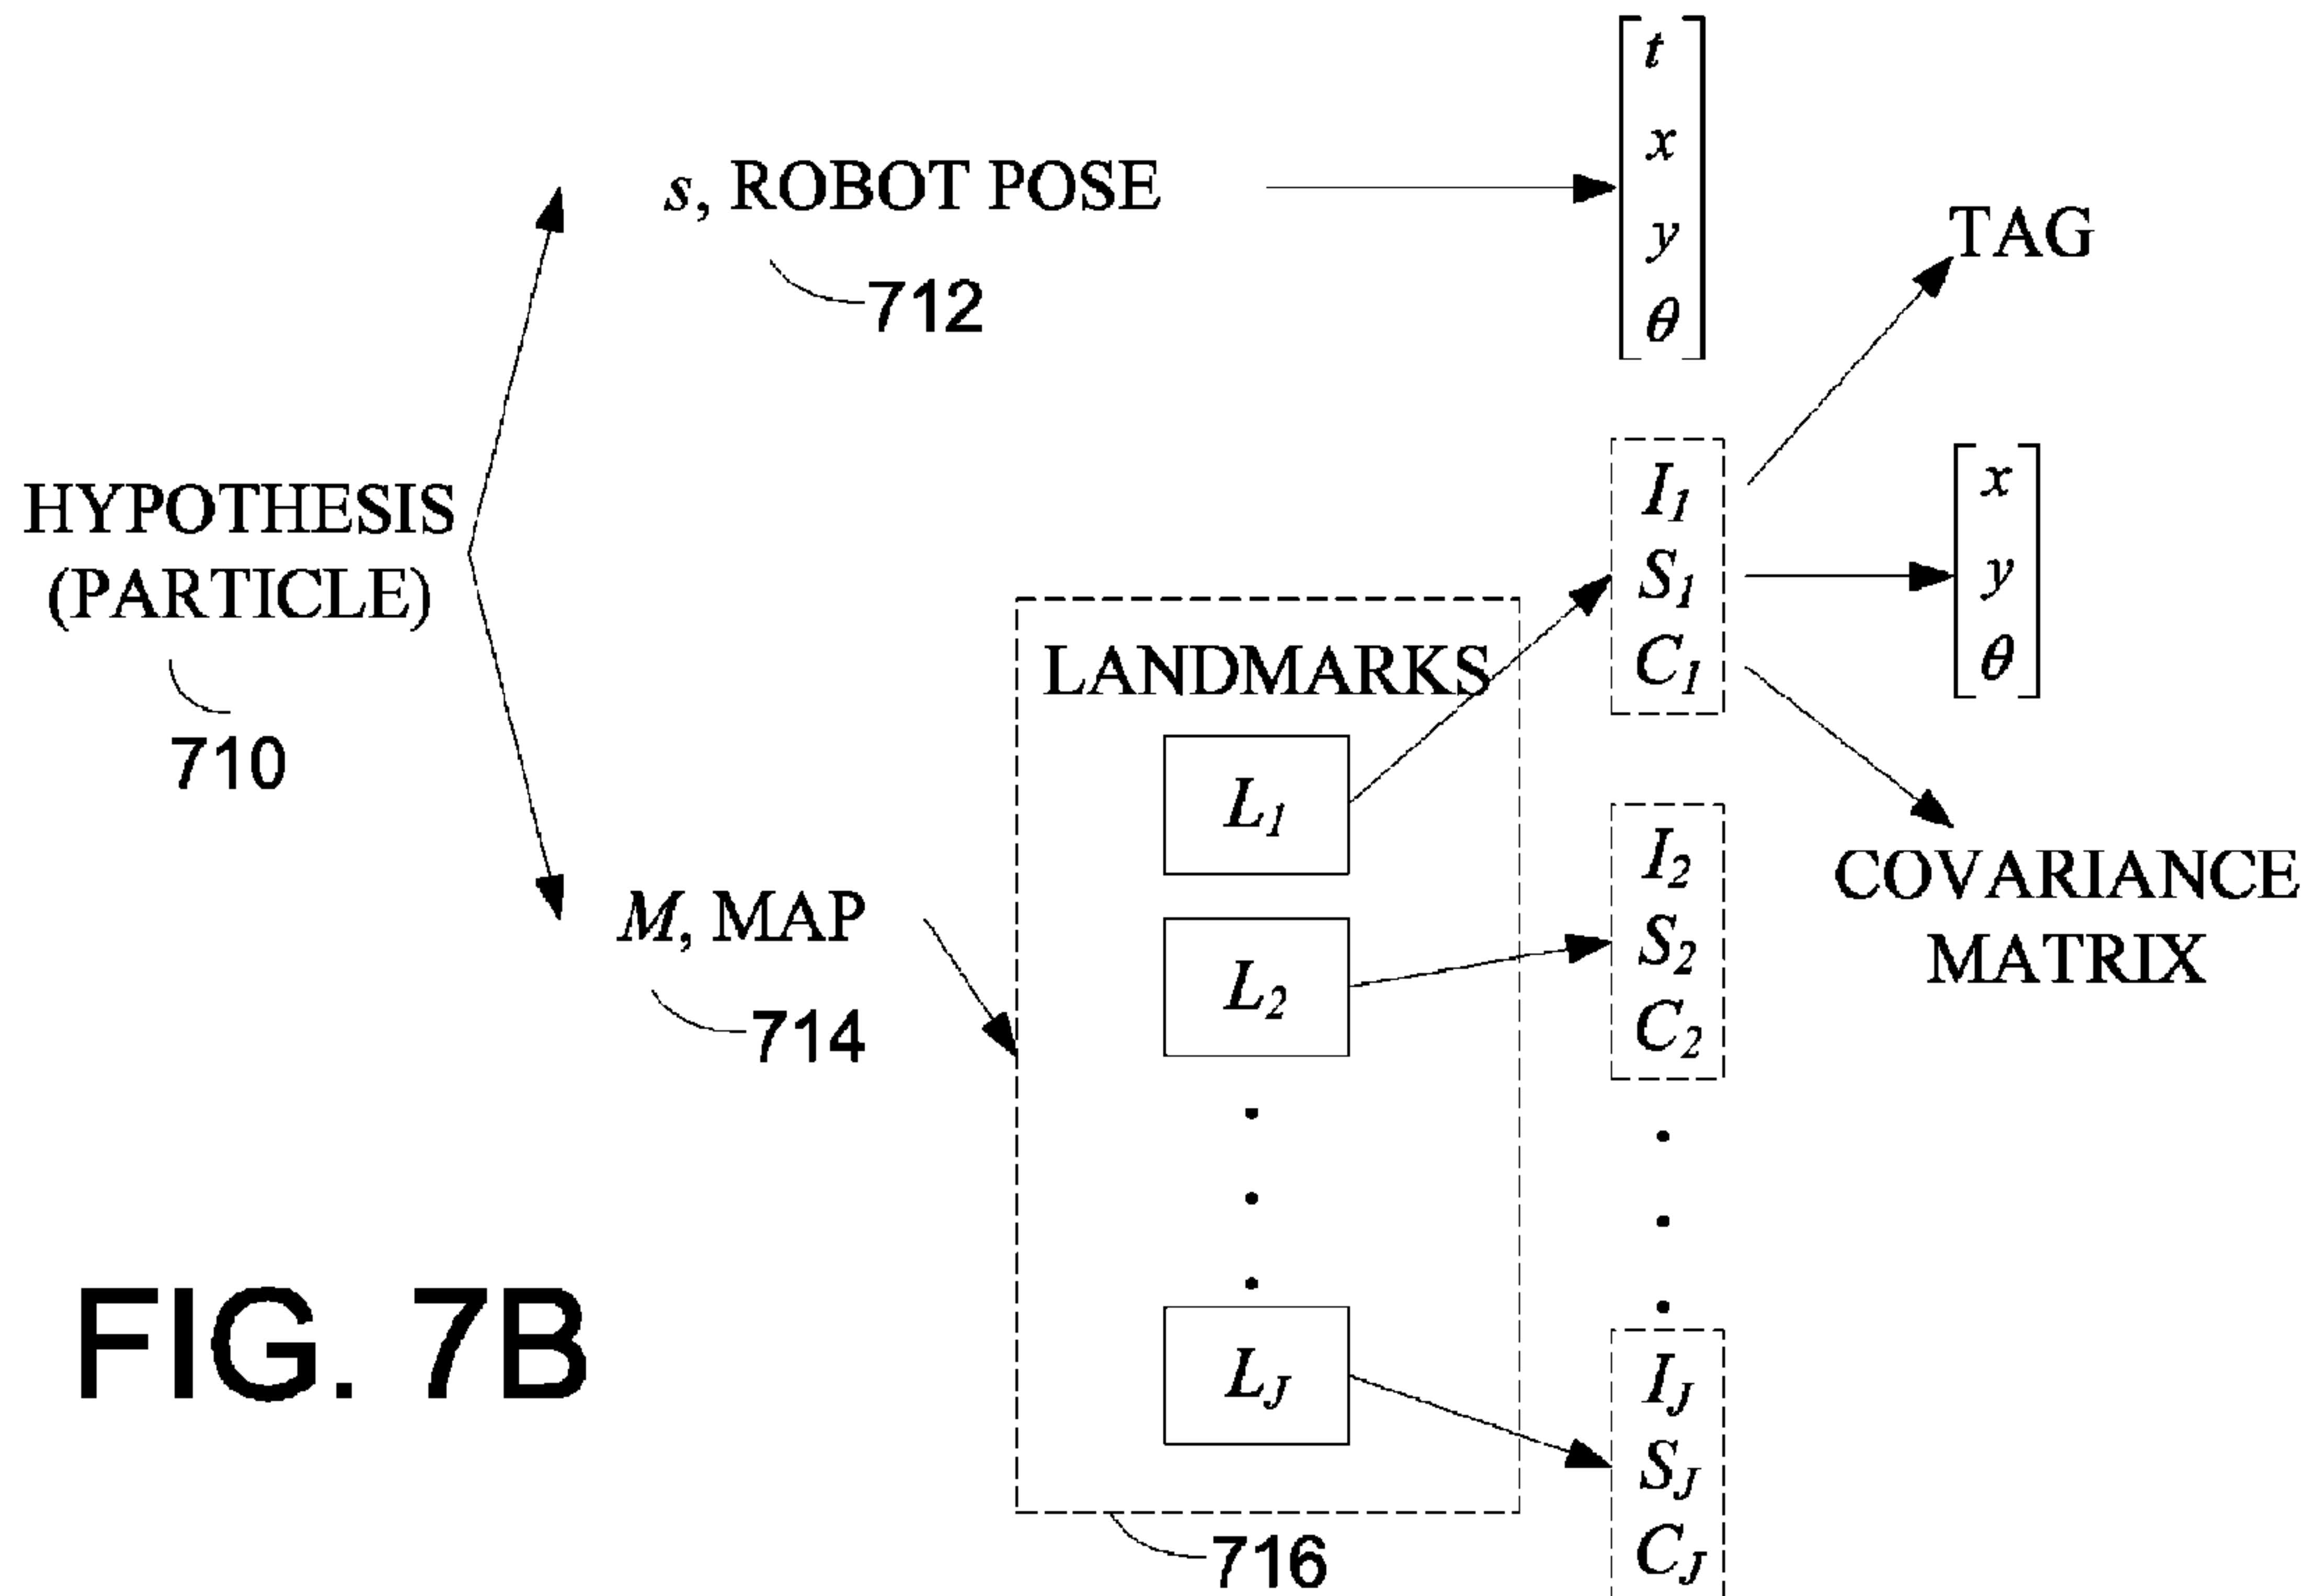 t
x
y
θ
s, ROBOT POSE
712
TAG
HYPOTHESIS
(PARTICLE)
710
I1
S1
C1
x
y
θ
LANDMARKS
L1
I2
S2
C2
COVARIANCE
MATRIX
M, MAP
714
L2
LJ
IJ
SJ
CJ
716
FIG. 7B